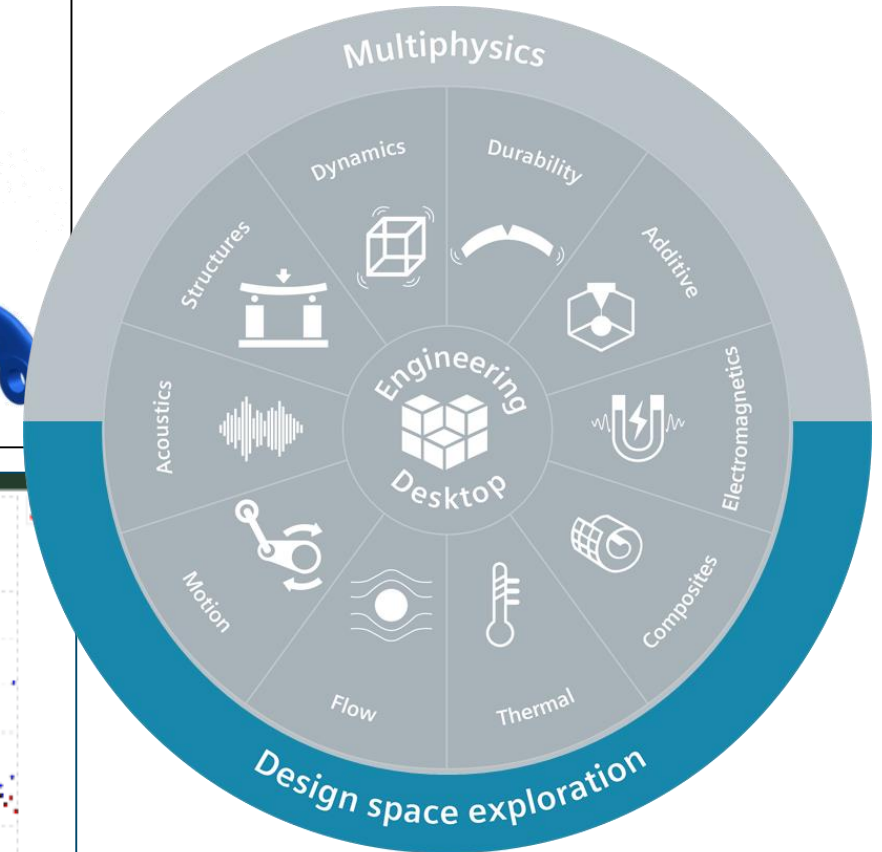 Multiphysics
Dynamics
Durability
Structures
Additive
Acoustics
Engineering
Desktop
Electromagnetics
Motion
Composites
Flow
Thermal
Design space exploration